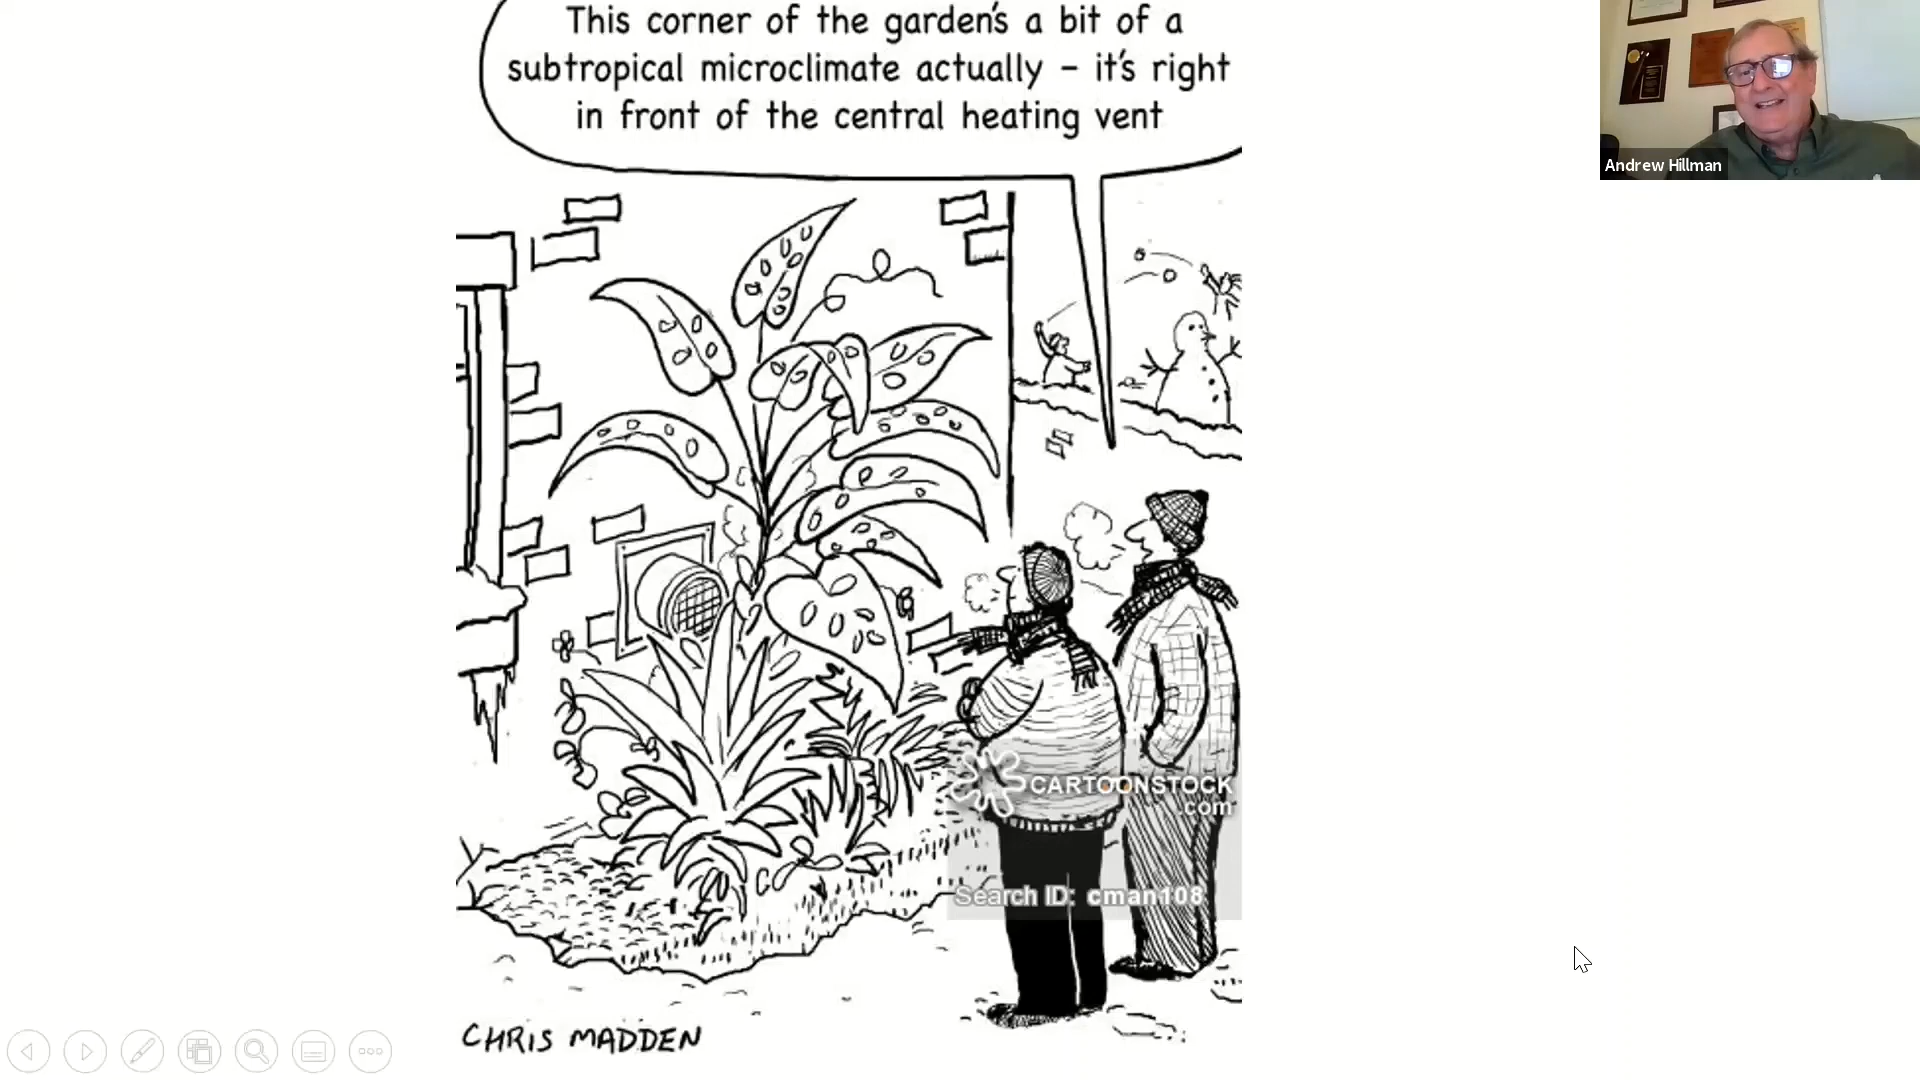 This corner of the garden's a bit of a
subtropical microclimate actually – it's right
in front of the central heating vent
Andrew Hillman
CARTOONSTOCK
.com
Search ID: cman108
CHRIS MADDEN